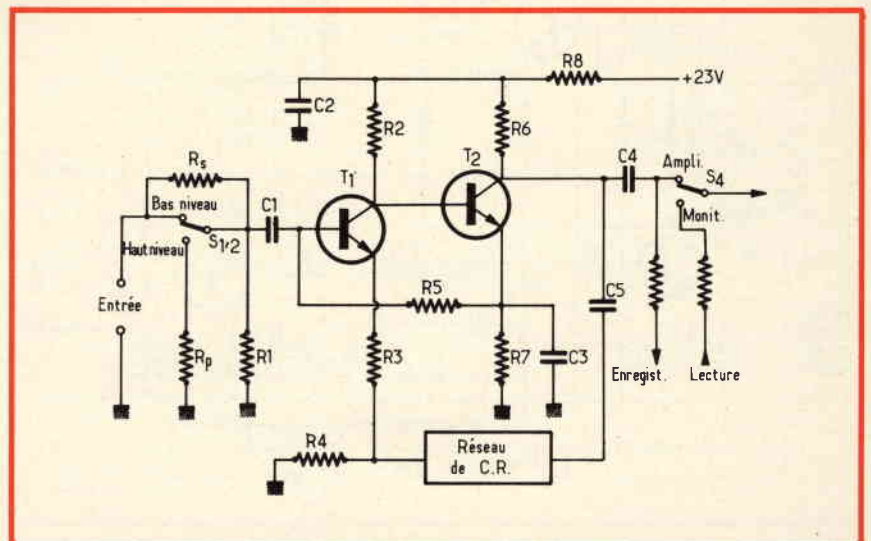 R8
+23V
C2
R2
R6
Rs
T1
T2
C4
Ampli.
S4
Bas niveau
C1
Monit.
Haut niveau
S1,2
C5
Entrée
R5
Rp
R1
R3
R7
C3
Enregist.
Lecture
R4
Réseau
de C.R.